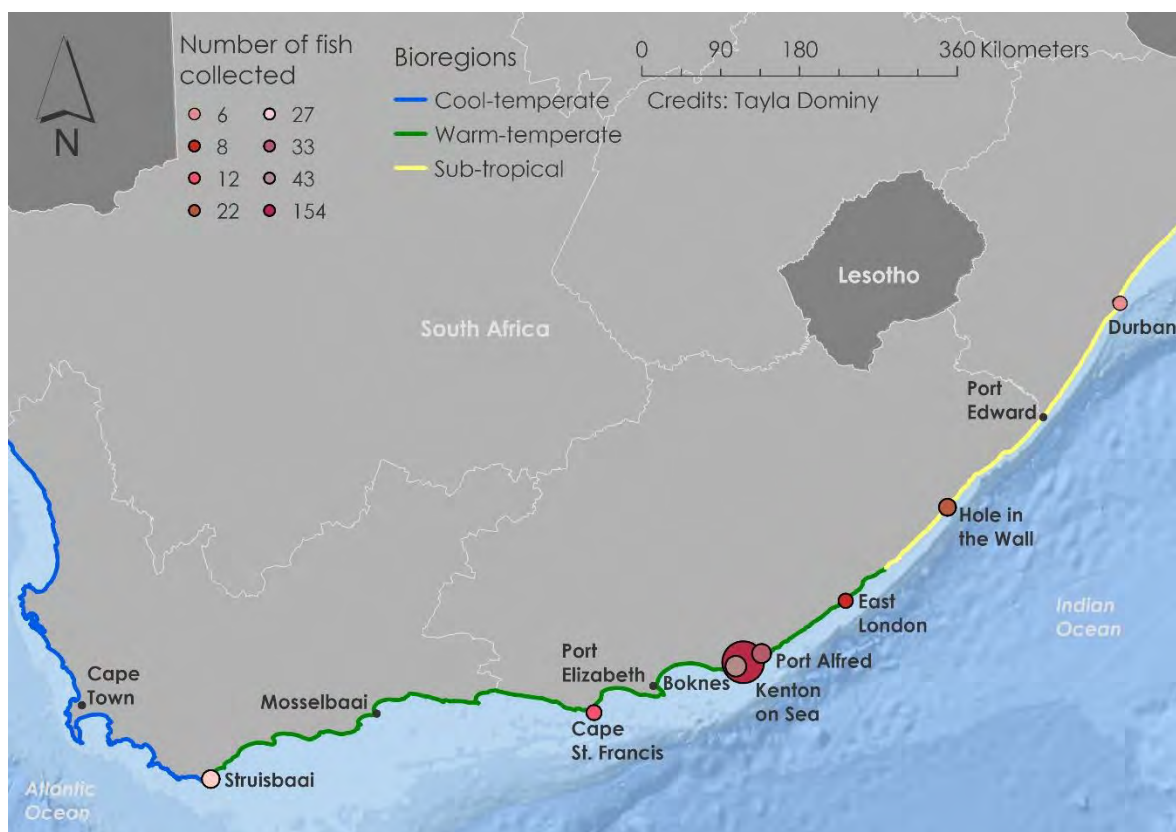 Number of fish
collected
6
27
8
33
12
43
22
154
Bioregions
Cool-temperate
Warm-temperate
Sub-tropical
0 90 180 360 Kilometers
Credits: Tayla Dominy
N
Lesotho
South Africa
Durban
Port
Edward
Hole in
the Wall
East
London
Indian
Ocean
Port Alfred
Kenton
on Sea
Boknes
Port
Elizabeth
Cape
St. Francis
Mosselbaai
Cape
Town
Struisbaai
Atlantic
Ocean